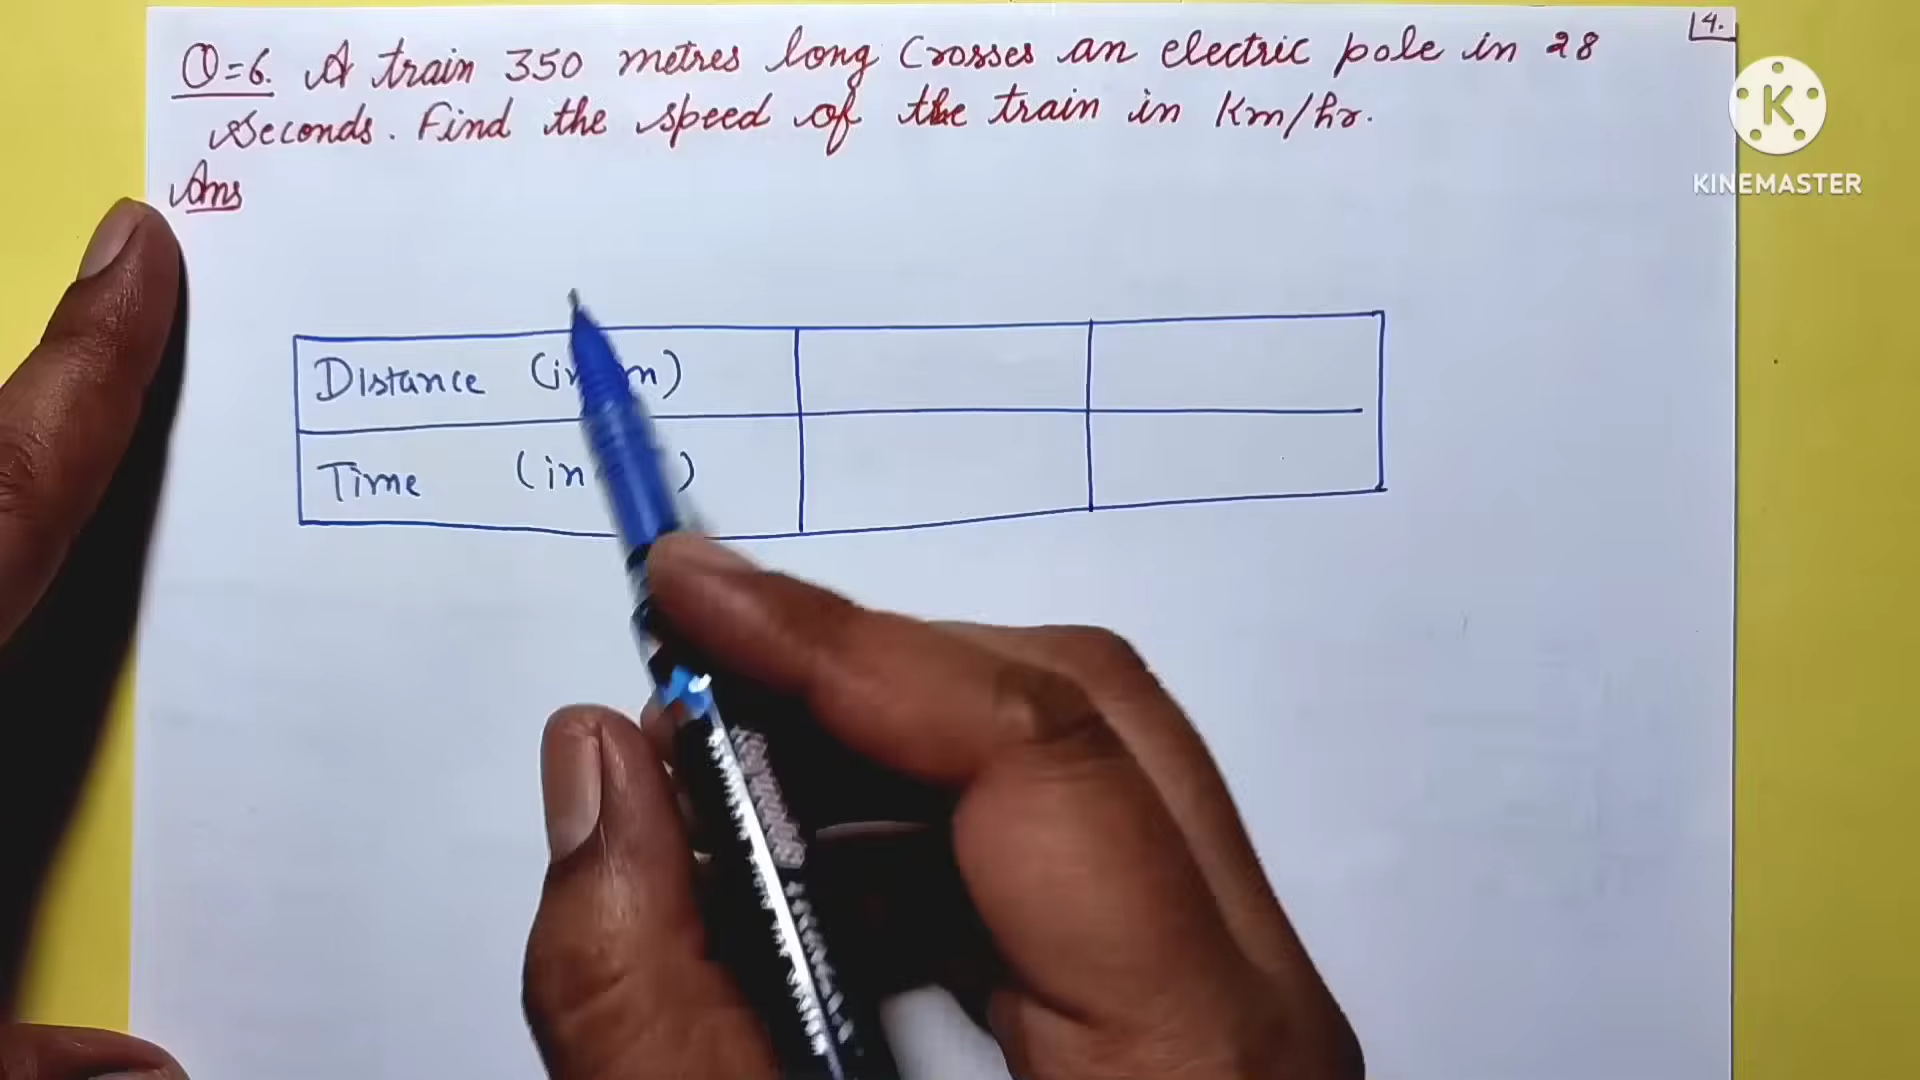 14.
Q=6. A train 350 metres long Crosses an electric pole in 28
Seconds. Find the speed of the train in Km/hr.
Ans
K
KINEMASTER
Distance (in m)
Time (in )